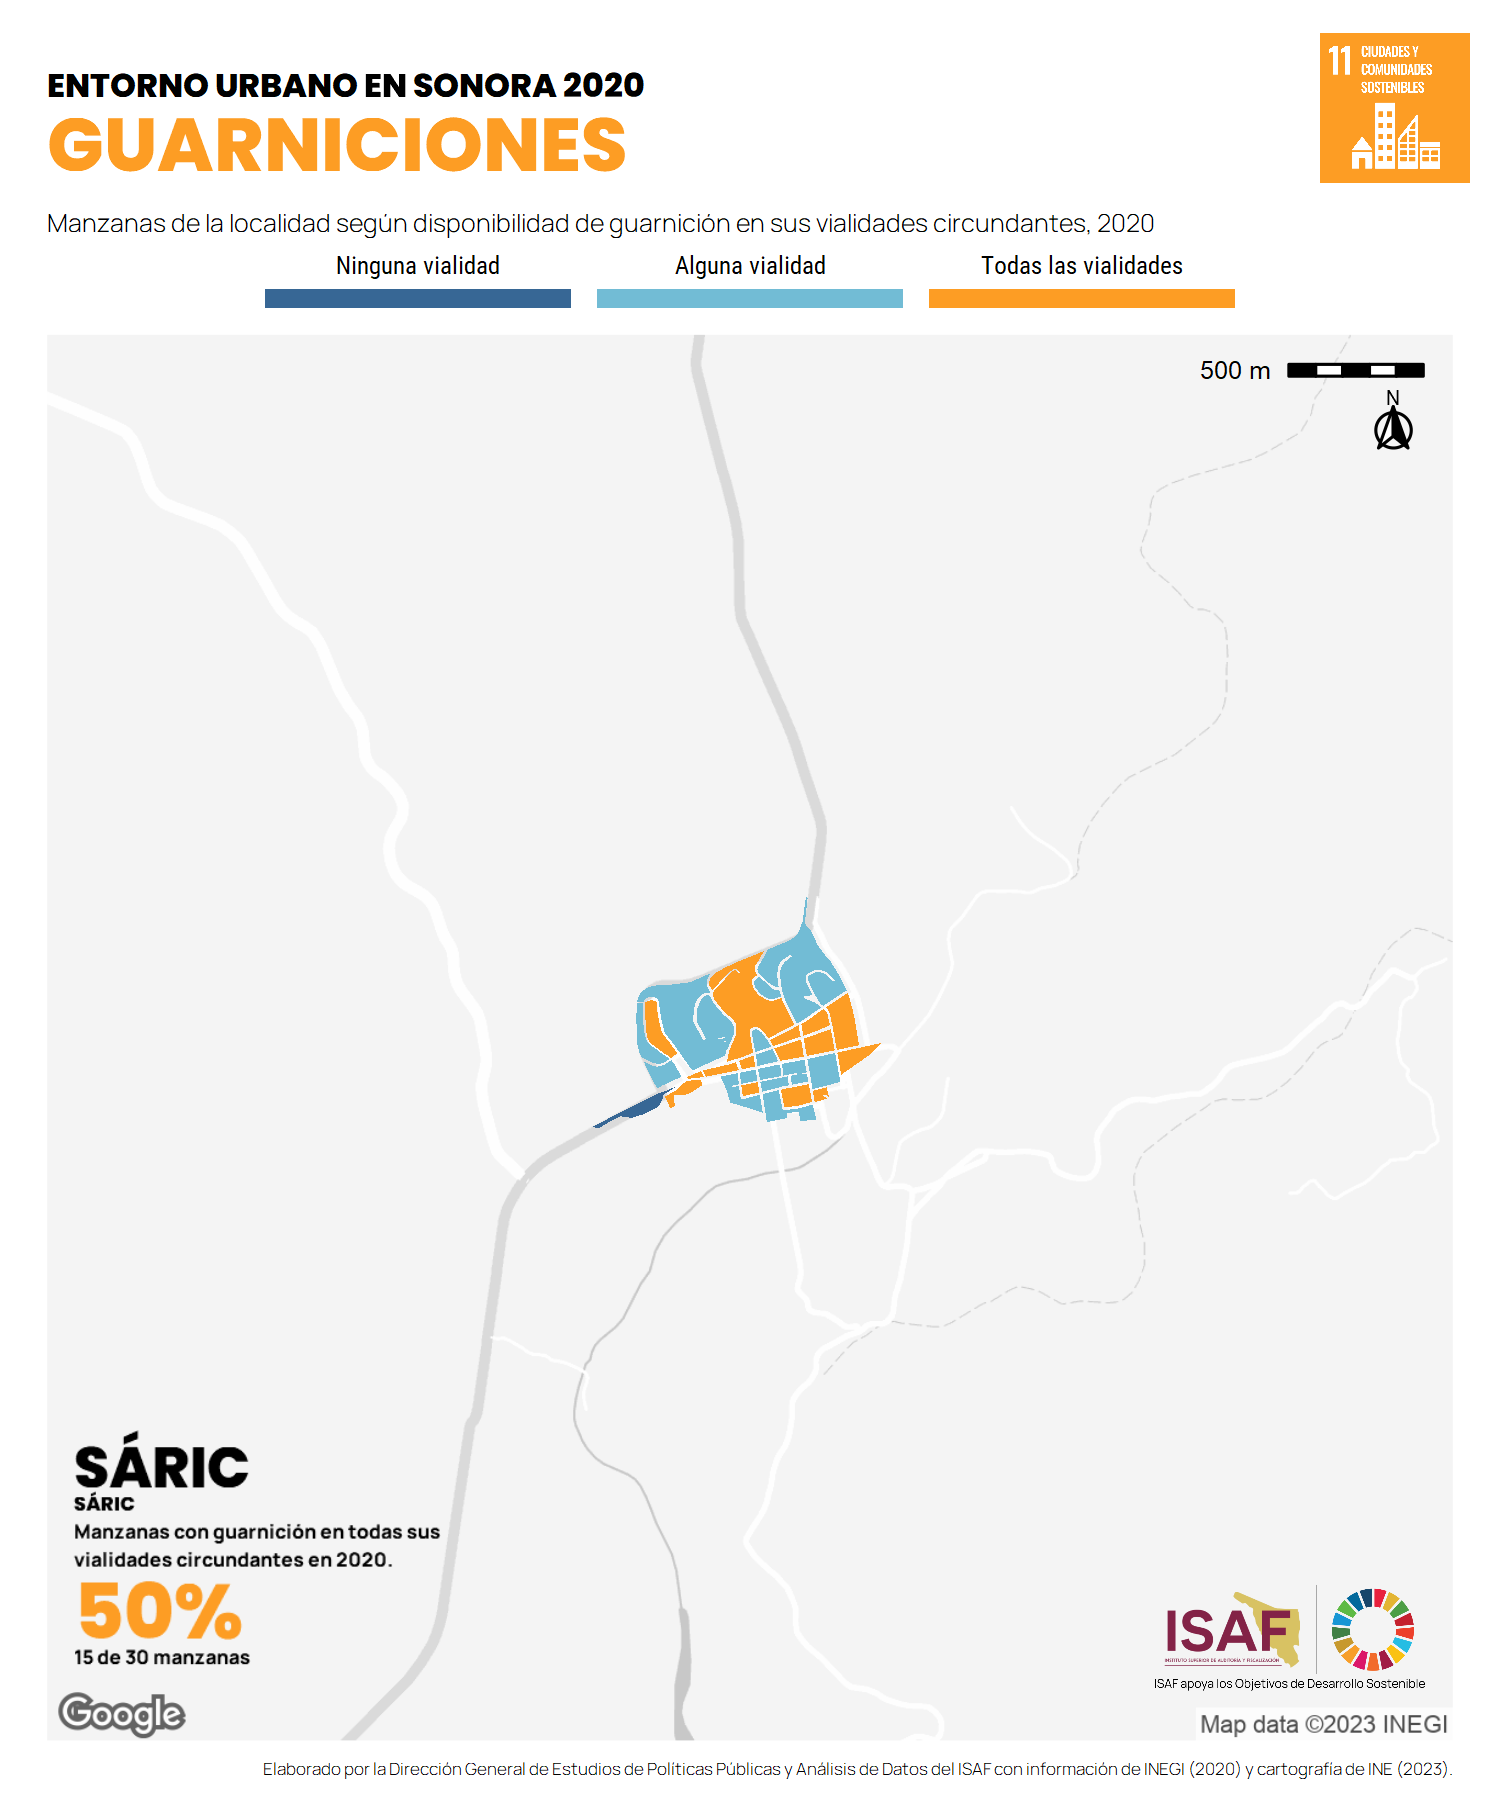 ENTORNO URBANO EN SONORA 2020
GUARNICIONES
11 CIUDADES Y
COMUNIDADES
SOSTENIBLES
Manzanas de la localidad según disponibilidad de guarnición en sus vialidades circundantes, 2020
Ninguna vialidad Alguna vialidad Todas las vialidades
500 m
N
SÁRIC
SÁRIC
Manzanas con guarnición en todas sus
vialidades circundantes en 2020.
50%
15 de 30 manzanas
ISAF
INSTITUTO SUPERIOR DE AUDITORÍA Y FISCALIZACIÓN
ISAF apoya los Objetivos de Desarrollo Sostenible
Google
Map data ©2023 INEGI
Elaborado por la Dirección General de Estudios de Políticas Públicas y Análisis de Datos del ISAF con información de INEGI (2020) y cartografía de INE (2023).